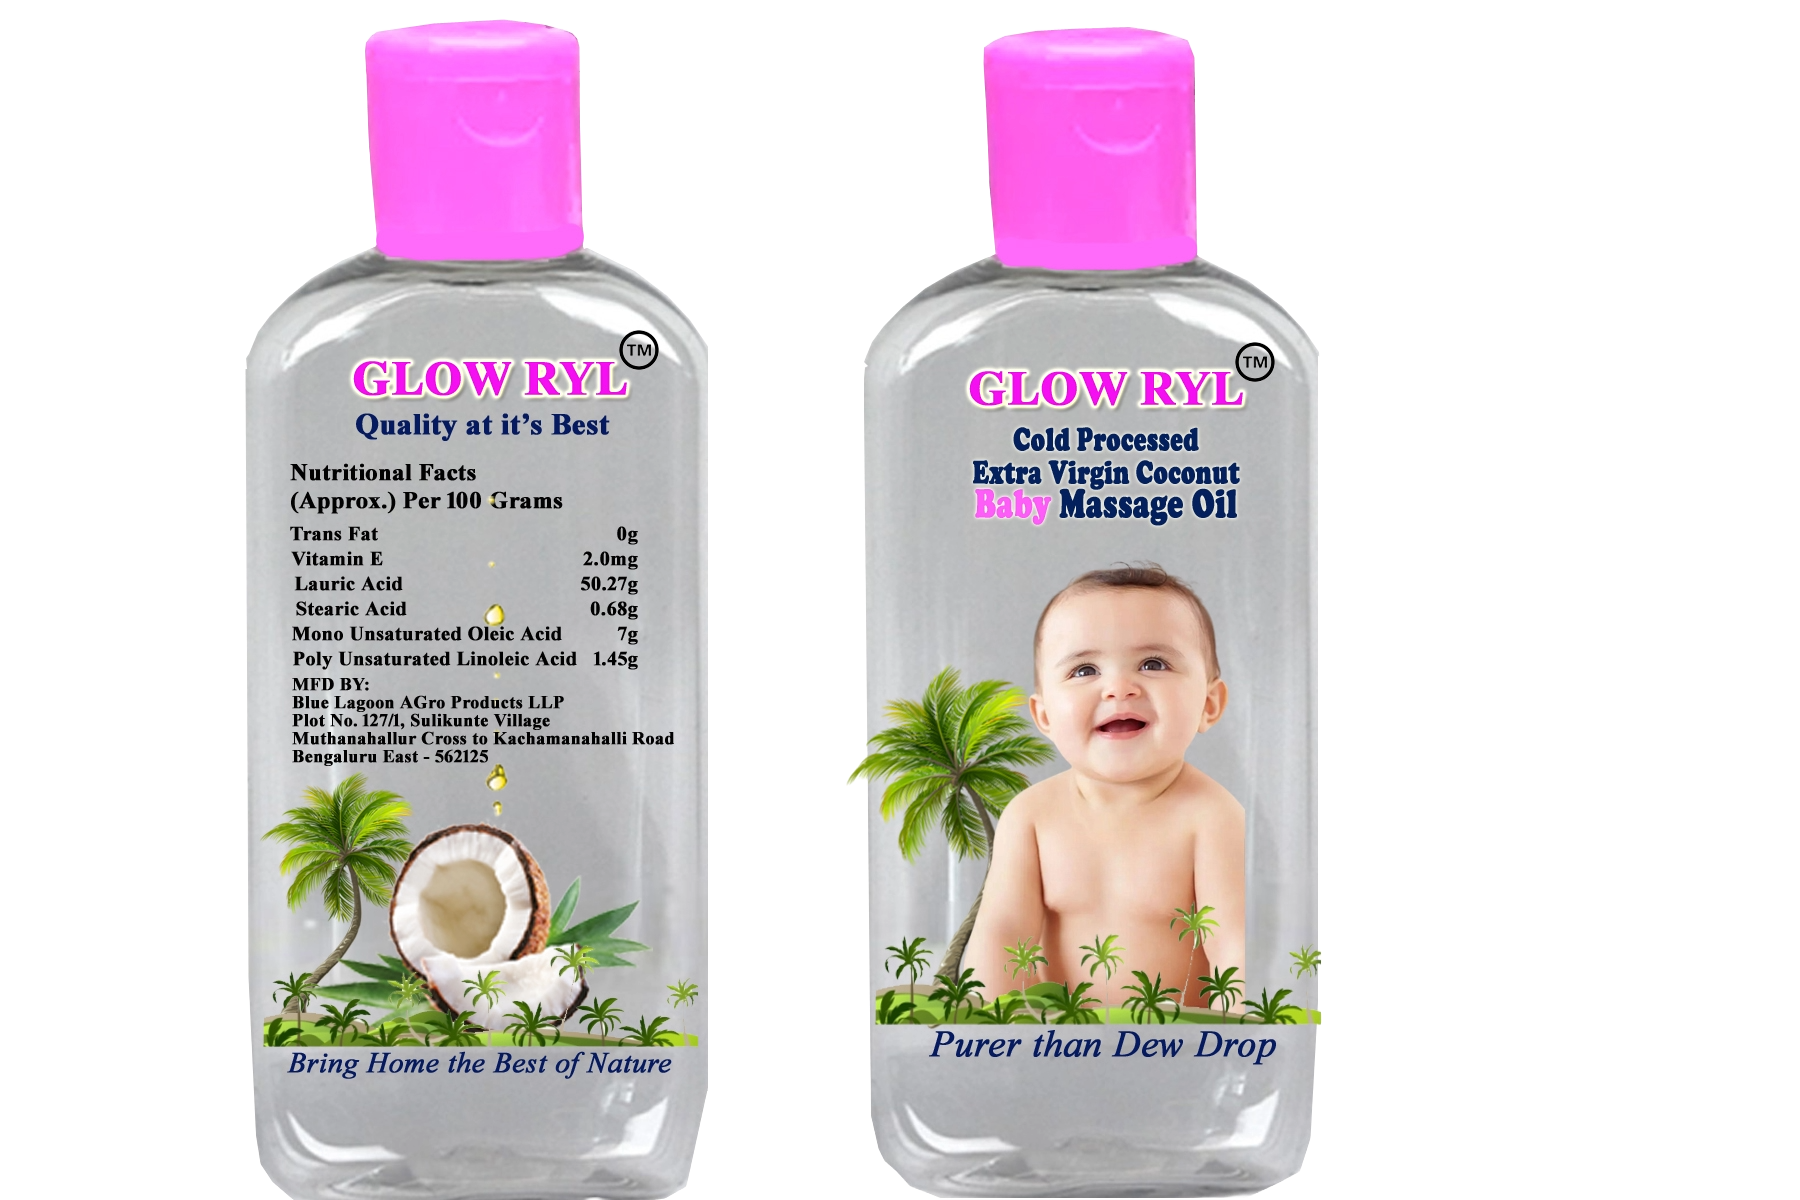 GLOW RYL TM
Quality at it's Best
Nutritional Facts
(Approx.) Per 100 Grams
Trans Fat 0g
Vitamin E 2.0mg
Lauric Acid 50.27g
Stearic Acid 0.68g
Mono Unsaturated Oleic Acid 7g
Poly Unsaturated Linoleic Acid 1.45g
MFD BY:
Blue Lagoon AGro Products LLP
Plot No. 127/1, Sulikunte Village
Muthanahallur Cross to Kachamanahalli Road
Bengaluru East - 562125
Bring Home the Best of Nature
GLOW RYL TM
Cold Processed
Extra Virgin Coconut
Baby Massage Oil
Purer than Dew Drop